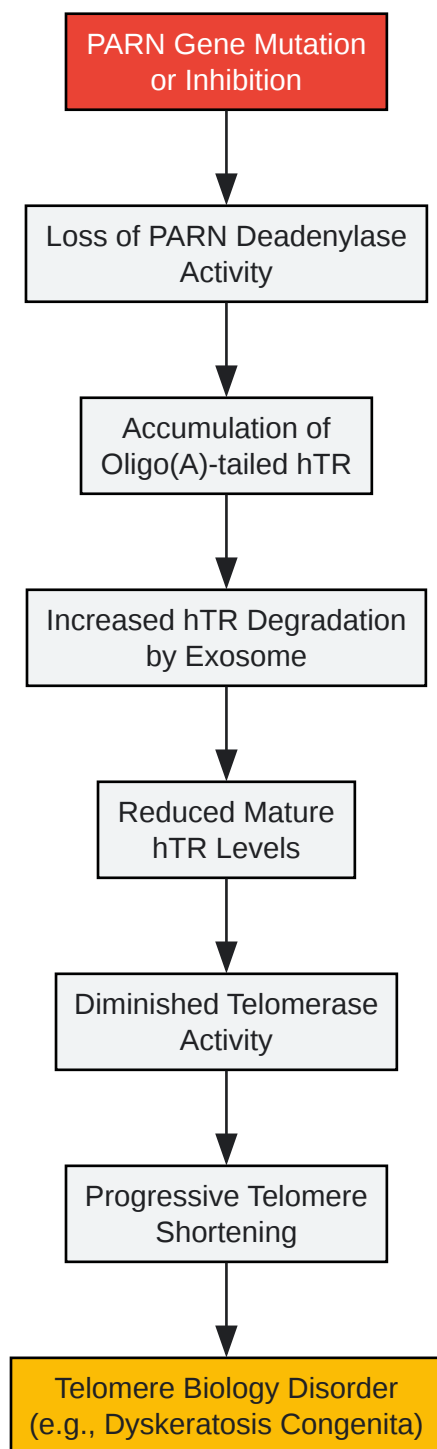 PARN Gene Mutation
or Inhibition
Loss of PARN Deadenylase
Activity
Accumulation of
Oligo(A)-tailed hTR
Increased hTR Degradation
by Exosome
Reduced Mature
hTR Levels
Diminished Telomerase
Activity
Progressive Telomere
Shortening
Telomere Biology Disorder
(e.g., Dyskeratosis Congenita)